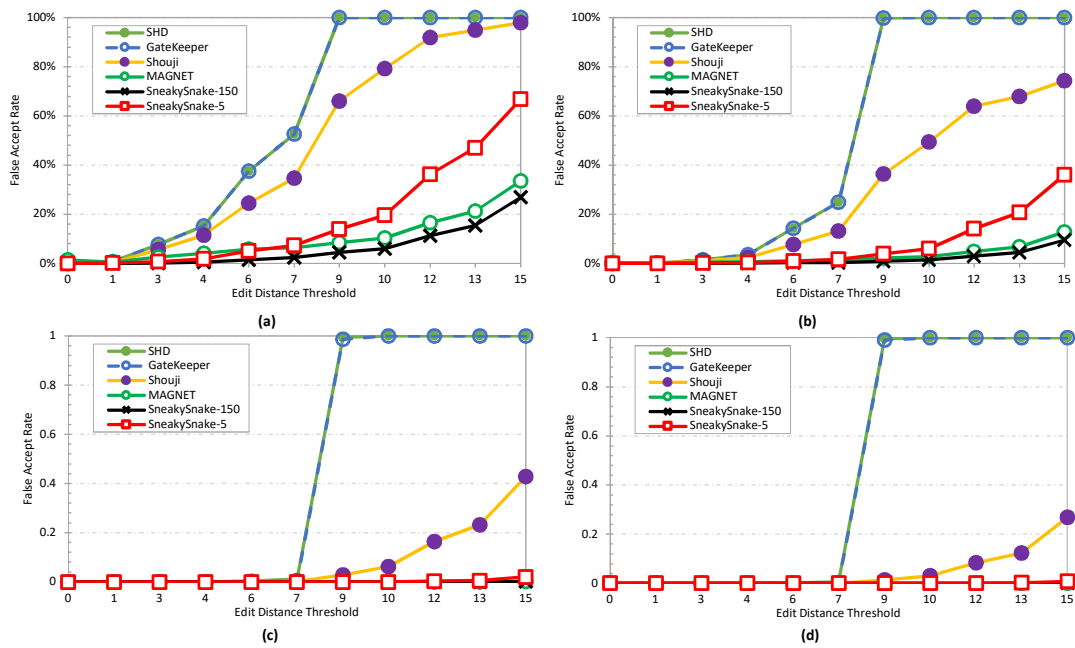 100%
80%
60%
40%
20%
0%
False Accept Rate
SHD
GateKeeper
Shouji
MAGNET
SneakySnake-150
SneakySnake-5
0 1 3 4 6 7 9 10 12 13 15
Edit Distance Threshold
(a)
100%
80%
60%
40%
20%
0%
False Accept Rate
SHD
GateKeeper
Shouji
MAGNET
SneakySnake-150
SneakySnake-5
0 1 3 4 6 7 9 10 12 13 15
Edit Distance Threshold
(b)
1
0.8
0.6
0.4
0.2
0
False Accept Rate
SHD
GateKeeper
Shouji
MAGNET
SneakySnake-150
SneakySnake-5
0 1 3 4 6 7 9 10 12 13 15
Edit Distance Threshold
(c)
1
0.8
0.6
0.4
0.2
0
False Accept Rate
SHD
GateKeeper
Shouji
MAGNET
SneakySnake-150
SneakySnake-5
0 1 3 4 6 7 9 10 12 13 15
Edit Distance Threshold
(d)